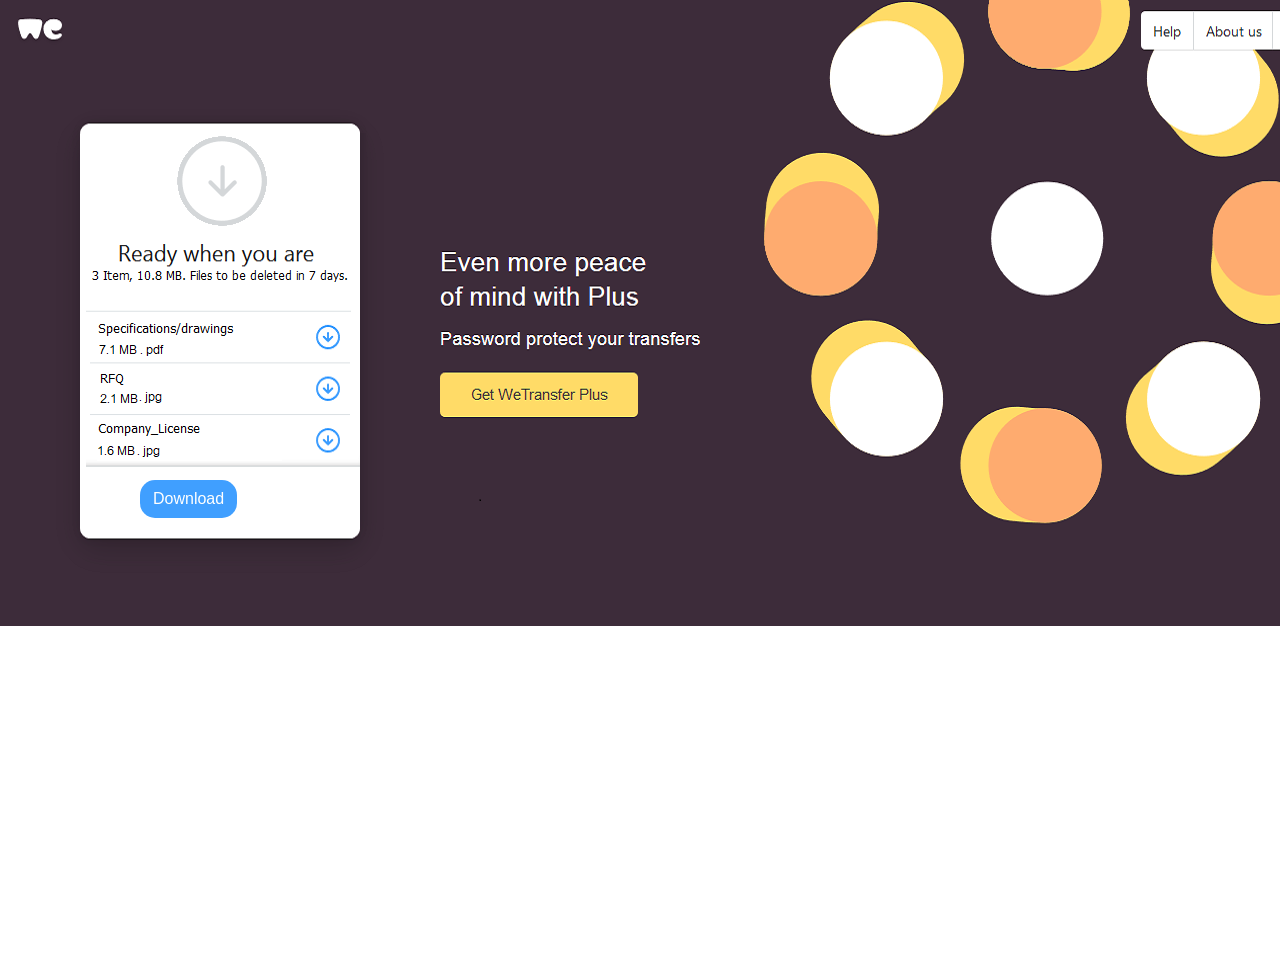 we
Help
About us
Ready when you are
3 Item, 10.8 MB. Files to be deleted in 7 days.
Specifications/drawings
7.1 MB . pdf
RFQ
2.1 MB . jpg
Company_License
1.6 MB . jpg
Download
Even more peace
of mind with Plus
Password protect your transfers
Get WeTransfer Plus